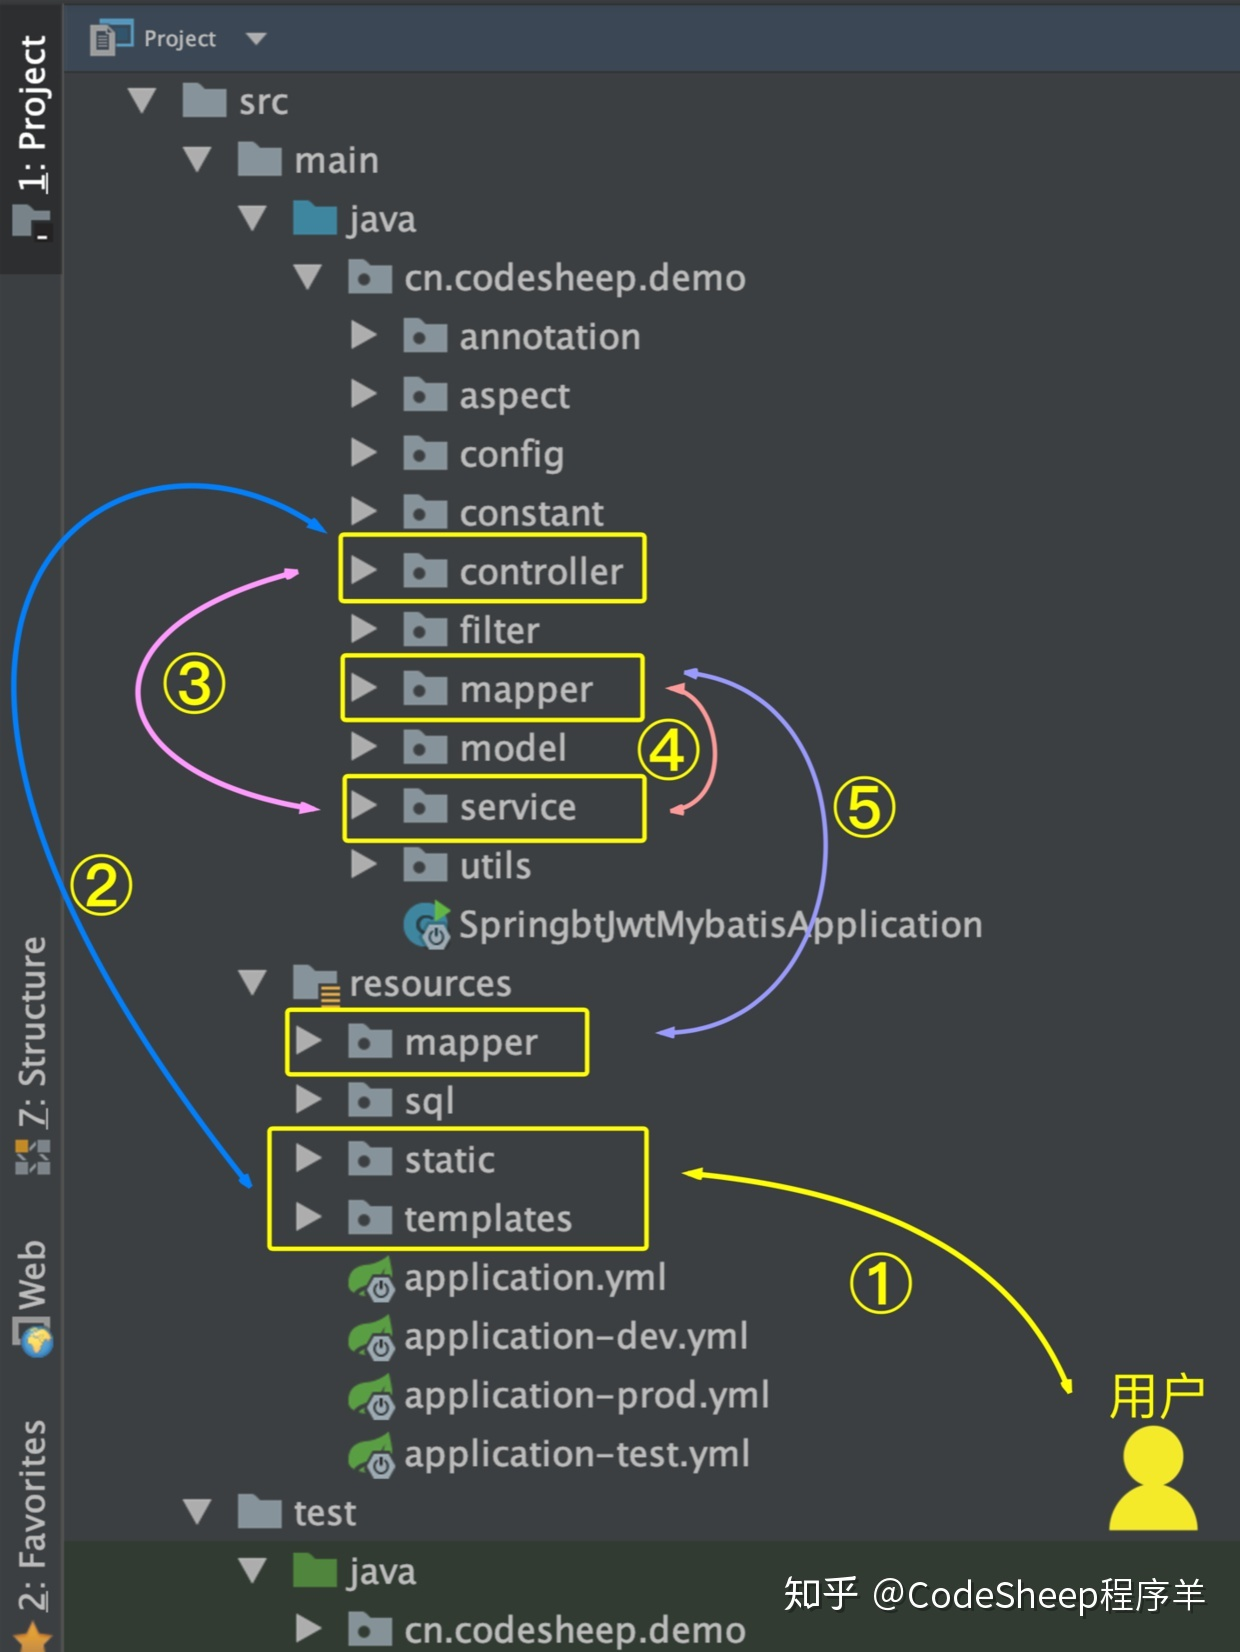 Project
1: Project
src
main
java
cn.codesheep.demo
annotation
aspect
config
constant
controller
filter
③
mapper
④
model
⑤
service
②
utils
SpringbtJwtMybatisApplication
7: Structure
resources
mapper
sql
static
templates
①
Web
application.yml
application-dev.yml
application-prod.yml
用户
application-test.yml
2: Favorites
test
java
知乎 @CodeSheep程序羊
cn.codesheep.demo